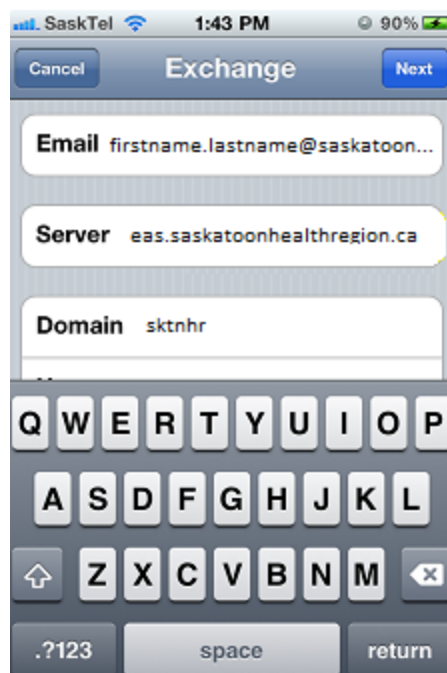 SaskTel 1:43 PM 90%
Cancel Exchange Next
Email firstname.lastname@saskatoon...
Server eas.saskatoonhealthregion.ca
Domain sktnhr
Q W E R T Y U I O P
A S D F G H J K L
Z X C V B N M
.?123 space return